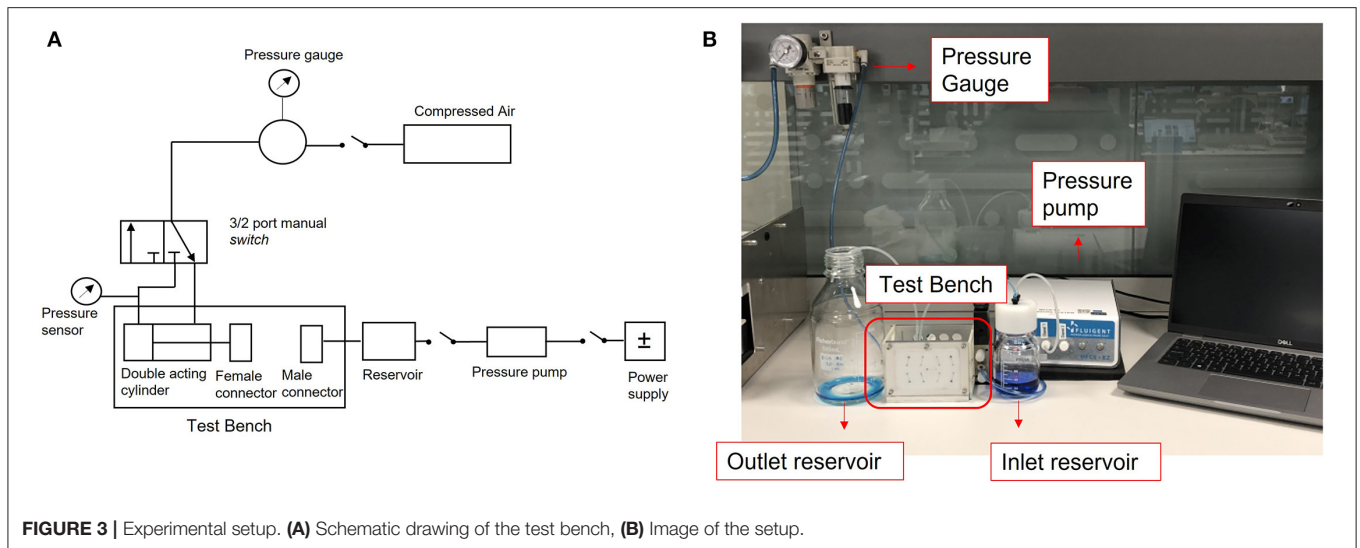 A
Pressure gauge
Compressed Air
3/2 port manual
switch
Pressure
sensor
Double acting
cylinder
Female
connector
Male
connector
Reservoir
Pressure pump
Power
supply
±
Test Bench
B
Pressure
Gauge
Pressure
pump
Test Bench
FLUIGENT
DELL
Outlet reservoir
Inlet reservoir
FIGURE 3 | Experimental setup. (A) Schematic drawing of the test bench, (B) Image of the setup.